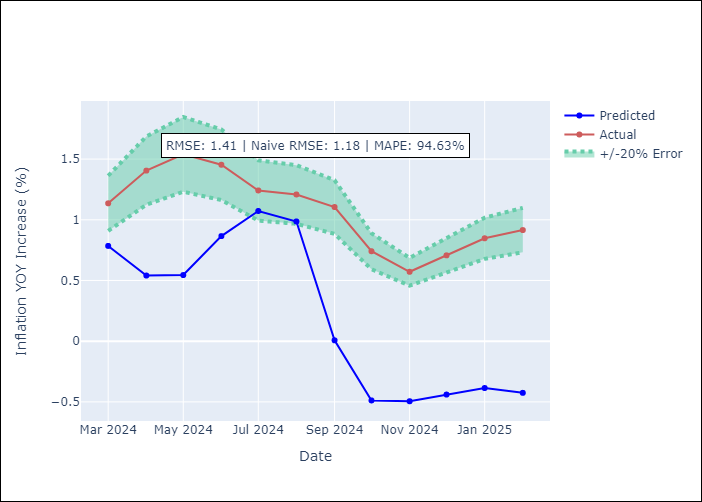 RMSE: 1.41 | Naive RMSE: 1.18 | MAPE: 94.63%
Predicted
Actual
+/-20% Error
Inflation YOY Increase (%)
1.5
1
0.5
0
−0.5
Mar 2024
May 2024
Jul 2024
Sep 2024
Nov 2024
Jan 2025
Date